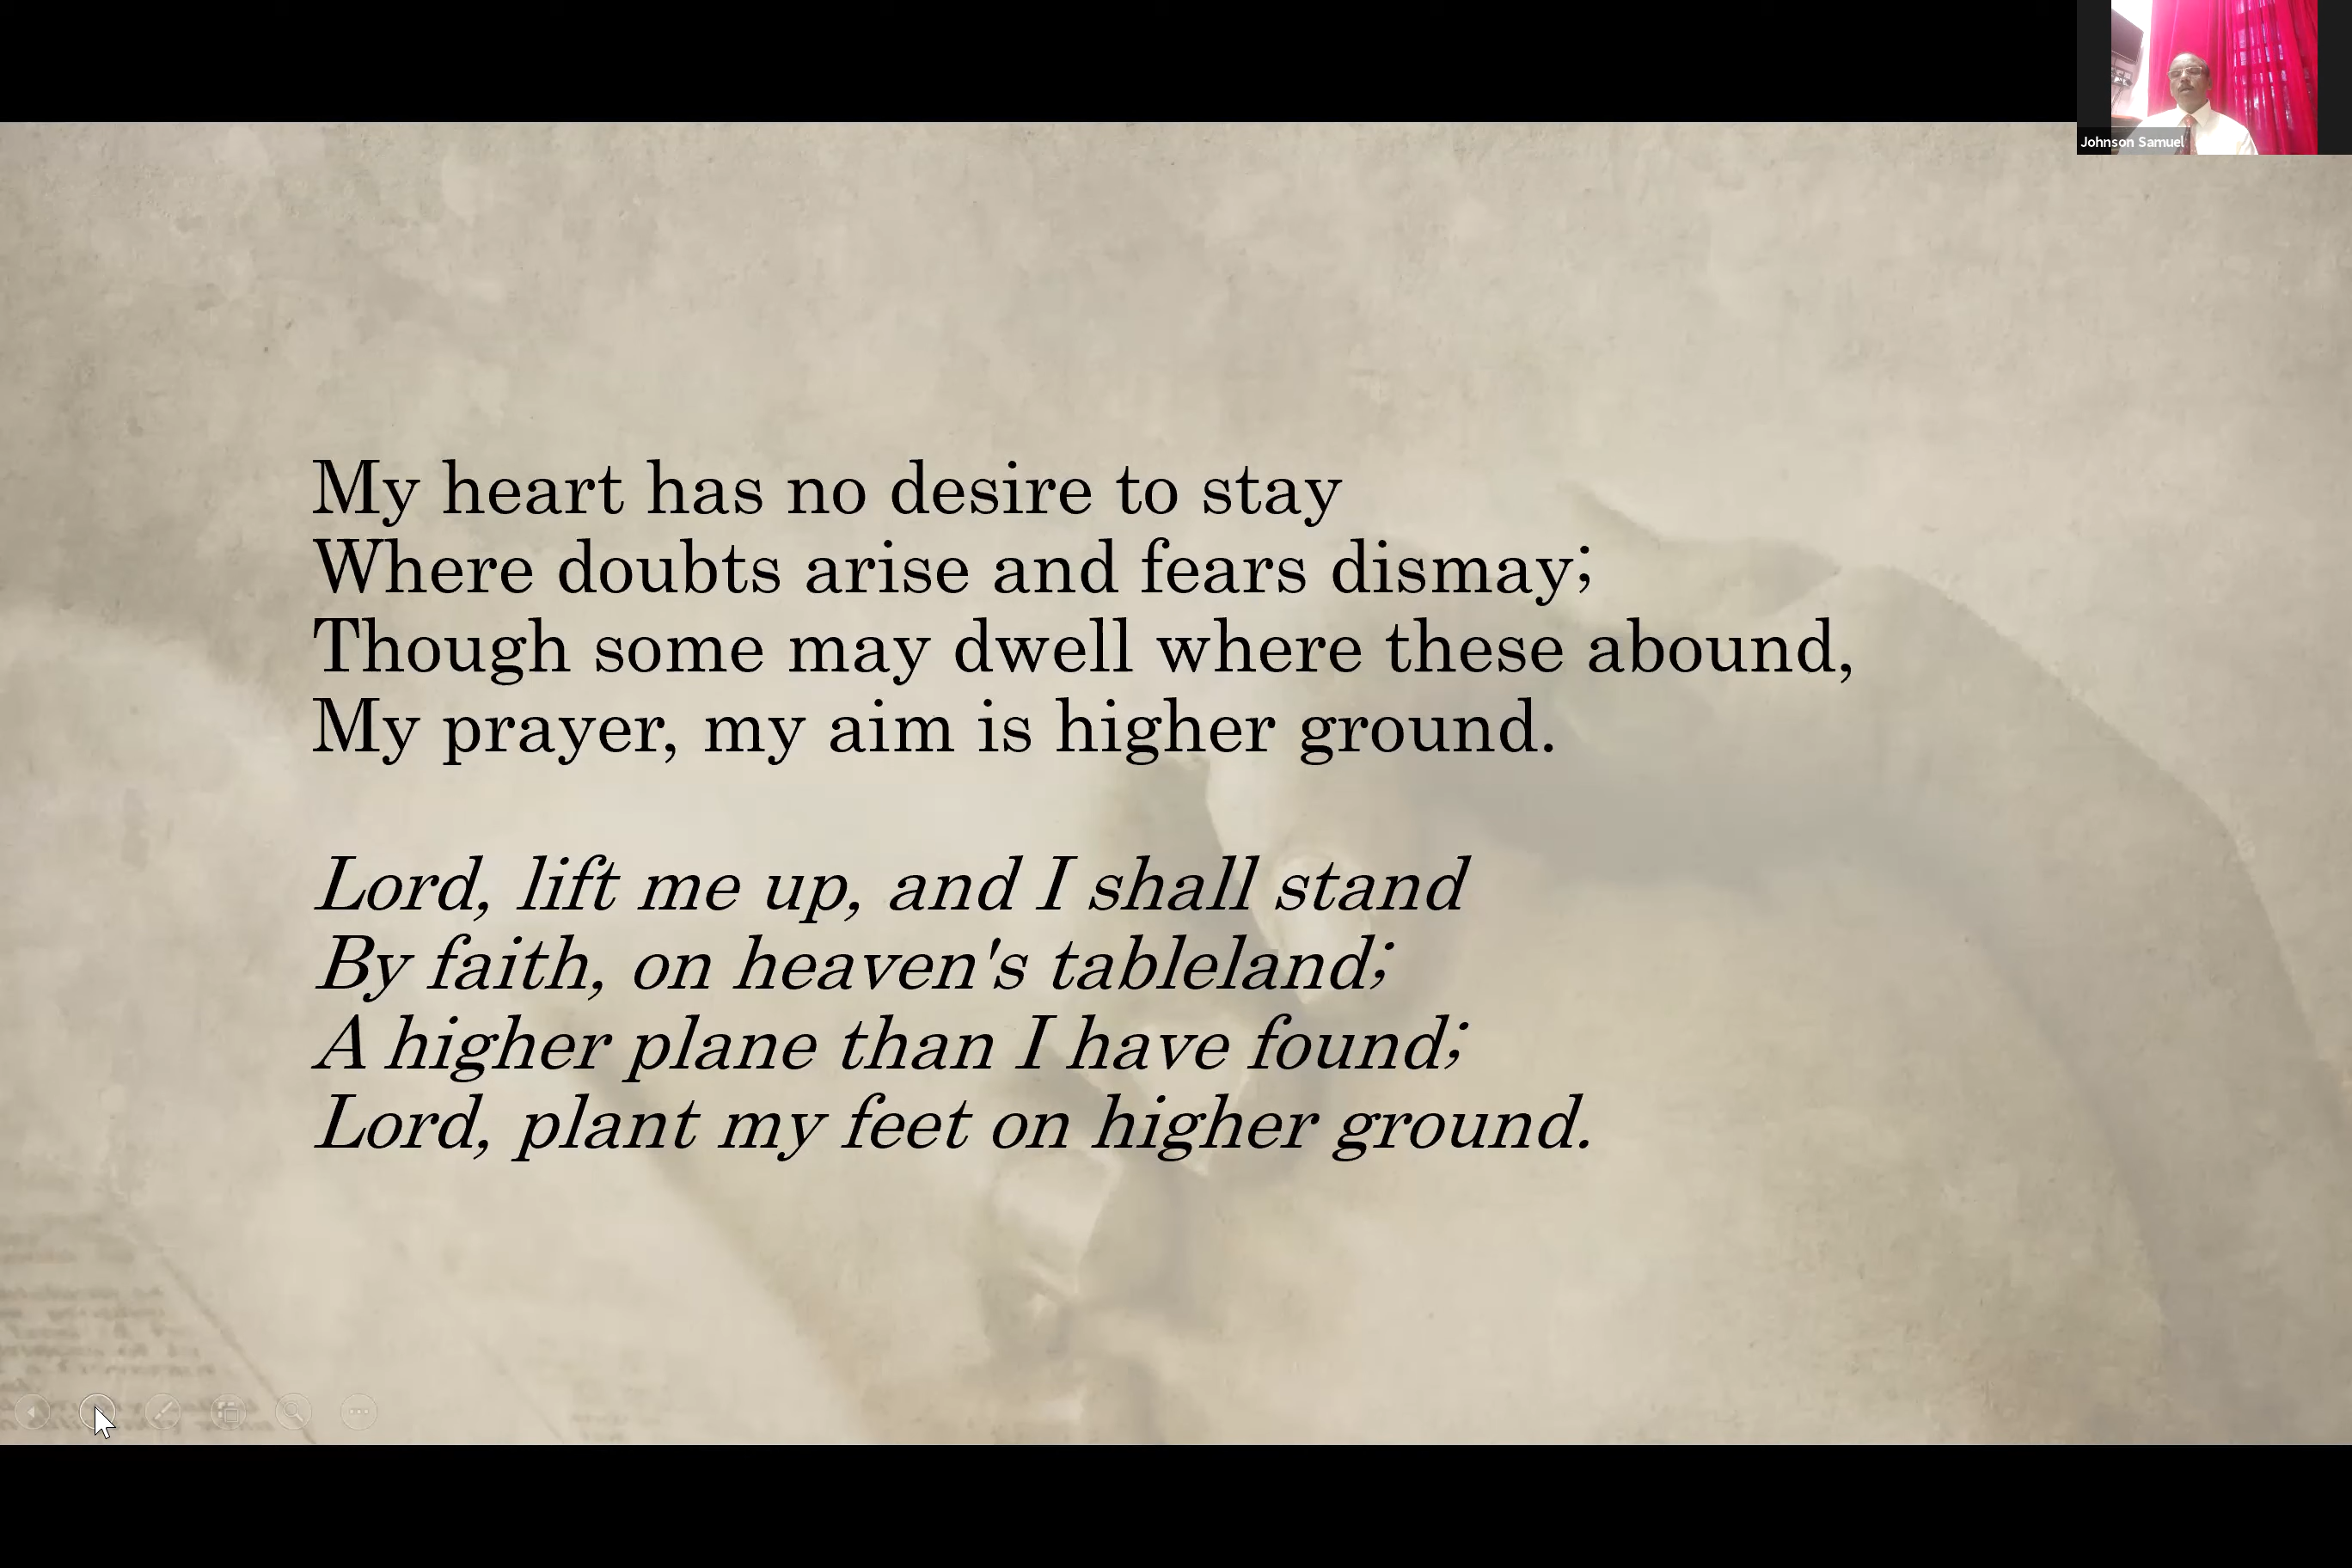 Johnson Samuel
My heart has no desire to stay
Where doubts arise and fears dismay;
Though some may dwell where these abound,
My prayer, my aim is higher ground.
Lord, lift me up, and I shall stand
By faith, on heaven's tableland;
A higher plane than I have found;
Lord, plant my feet on higher ground.